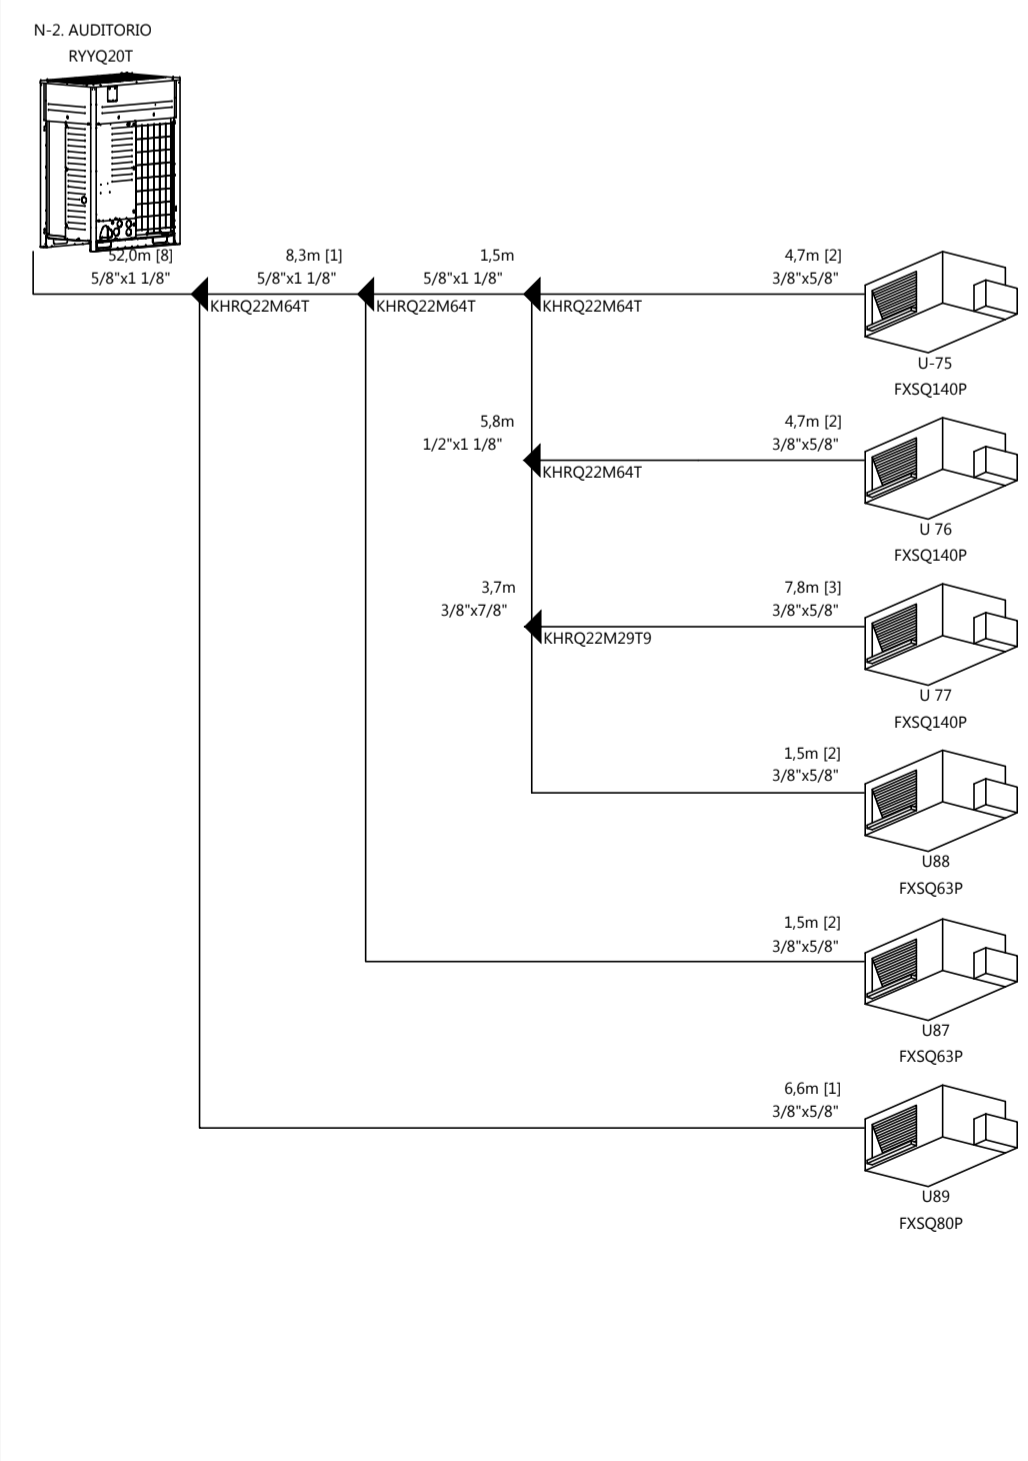 N-2. AUDITORIO
RYYQ20T
52,0m [8]
5/8"x1 1/8"
8,3m [1]
5/8"x1 1/8"
1,5m
5/8"x1 1/8"
4,7m [2]
3/8"x5/8"
KHRQ22M64T
KHRQ22M64T
KHRQ22M64T
U-75
FXSQ140P
5,8m
1/2"x1 1/8"
4,7m [2]
3/8"x5/8"
KHRQ22M64T
U 76
FXSQ140P
3,7m
3/8"x7/8"
7,8m [3]
3/8"x5/8"
KHRQ22M29T9
U 77
FXSQ140P
1,5m [2]
3/8"x5/8"
U88
FXSQ63P
1,5m [2]
3/8"x5/8"
U87
FXSQ63P
6,6m [1]
3/8"x5/8"
U89
FXSQ80P